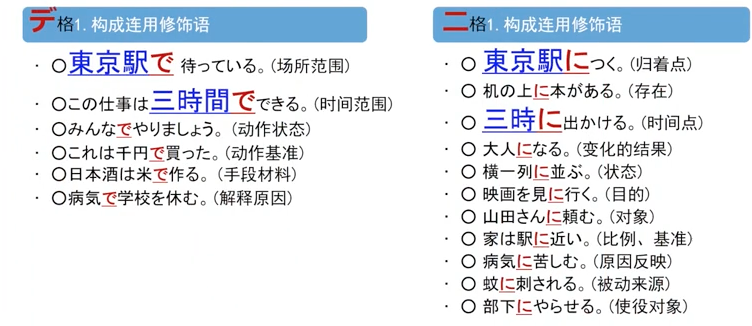 デ格1.构成连用修饰语
· 〇東京駅で 待っている。(场所范围)
· 〇この仕事は三時間でできる。(时间范围)
· 〇みんなでやりましょう。(动作状态)
· 〇これは千円で買った。(动作基准)
· 〇日本酒は米で作る。(手段材料)
· 〇病気で学校を休む。(解释原因)
ニ格1.构成连用修饰语
· 〇 東京駅につく。(归着点)
· 〇 机の上に本がある。(存在)
· 〇 三時に出かける。(时间点)
· 〇 大人になる。(变化的结果)
· 〇 横一列に並ぶ。(状态)
· 〇 映画を見に行く。(目的)
· 〇 山田さんに頼む。(对象)
· 〇 家は駅に近い。(比例、基准)
· 〇 病気に苦しむ。(原因反映)
· 〇 蚊に刺される。(被动来源)
· 〇 部下にやらせる。(使役对象)